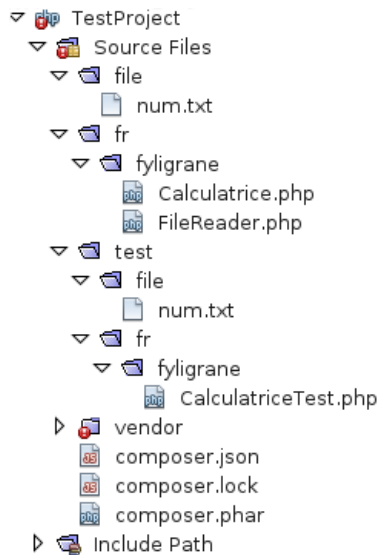 TestProject
Source Files
file
num.txt
fr
fyligrane
Calculatrice.php
FileReader.php
test
file
num.txt
fr
fyligrane
CalculatriceTest.php
vendor
composer.json
composer.lock
composer.phar
Include Path